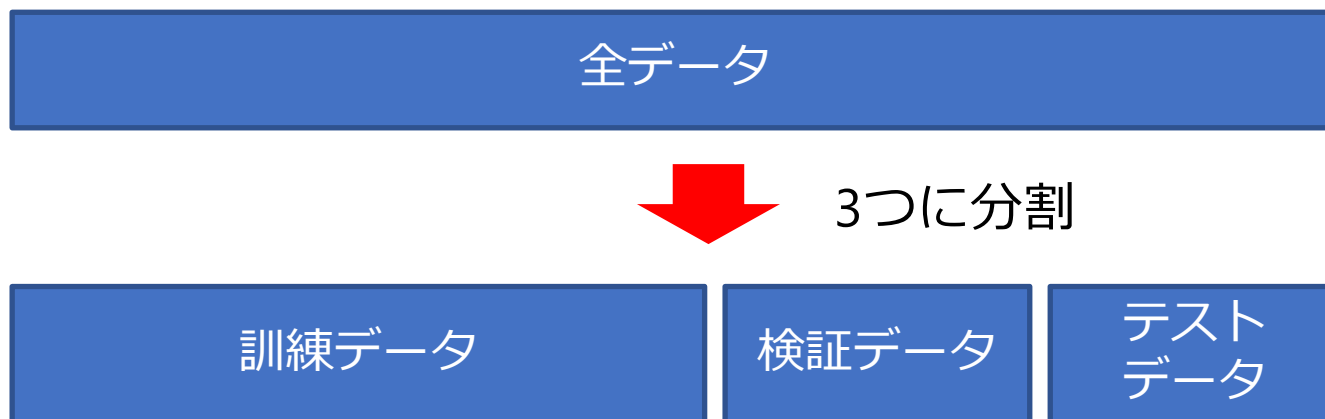 全データ
3つに分割
訓練データ
検証データ
テスト
データ